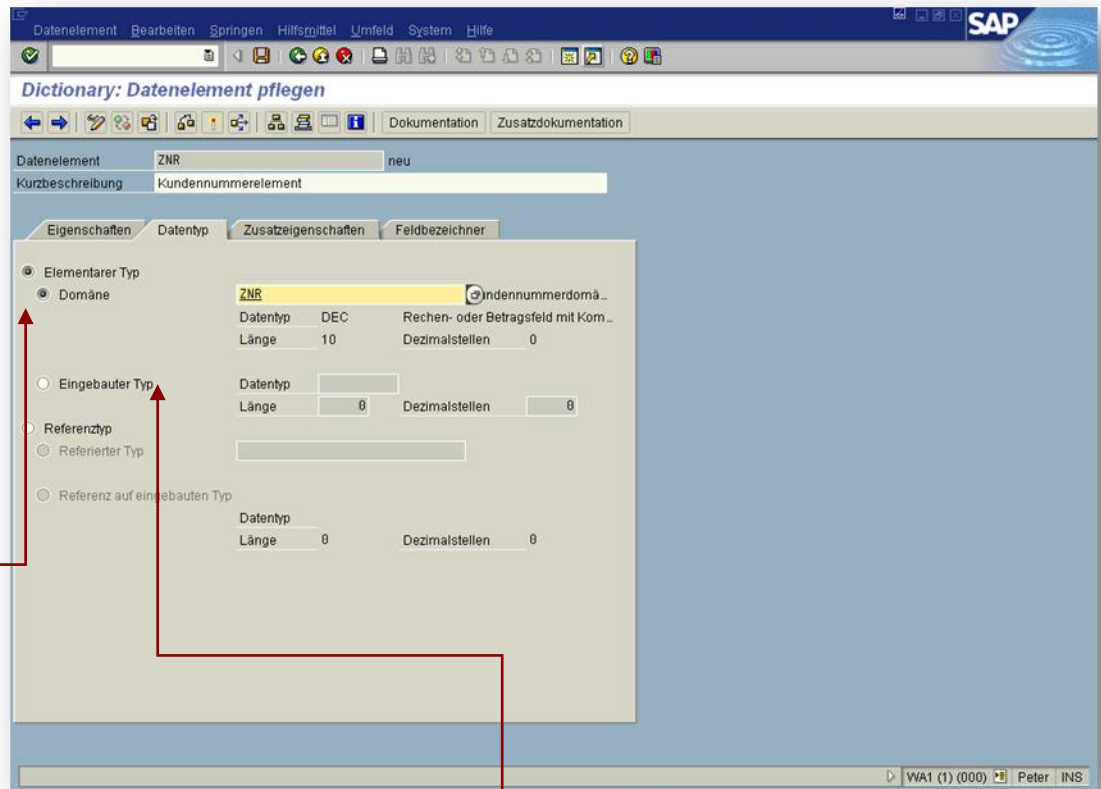 Datenelement Bearbeiten Springen Hilfsmittel Umfeld System Hilfe
SAP
Dictionary: Datenelement pflegen
Dokumentation Zusatzdokumentation
Datenelement ZNR neu
Kurzbeschreibung Kundennummerelement
Eigenschaften Datentyp Zusatzeigenschaften Feldbezeichner
Elementarer Typ
Domäne ZNR undennummerdomä...
Datentyp DEC Rechen- oder Betragsfeld mit Kom...
Länge 10 Dezimalstellen 0
Eingebauter Typ Datentyp
Länge 0 Dezimalstellen 0
Referenztyp
Referierter Typ
Referenz auf eingebauten Typ
Datentyp
Länge 0 Dezimalstellen 0
WA1 (1) (000) Peter INS